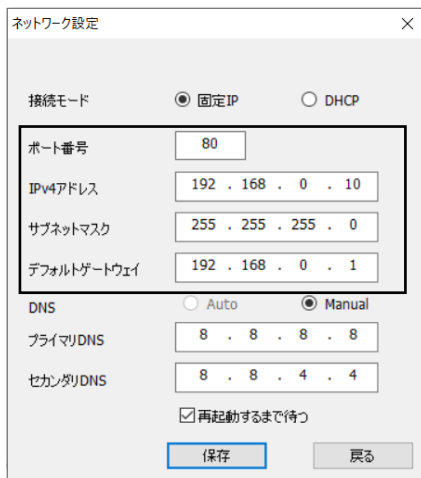 ネットワーク設定
接続モード 固定IP DHCP
ポート番号 80
IPv4アドレス 192 . 168 . 0 . 10
サブネットマスク 255 . 255 . 255 . 0
デフォルトゲートウェイ 192 . 168 . 0 . 1
DNS Auto Manual
プライマリDNS 8 . 8 . 8 . 8
セカンダリDNS 8 . 8 . 4 . 4
再起動するまで待つ
保存 戻る